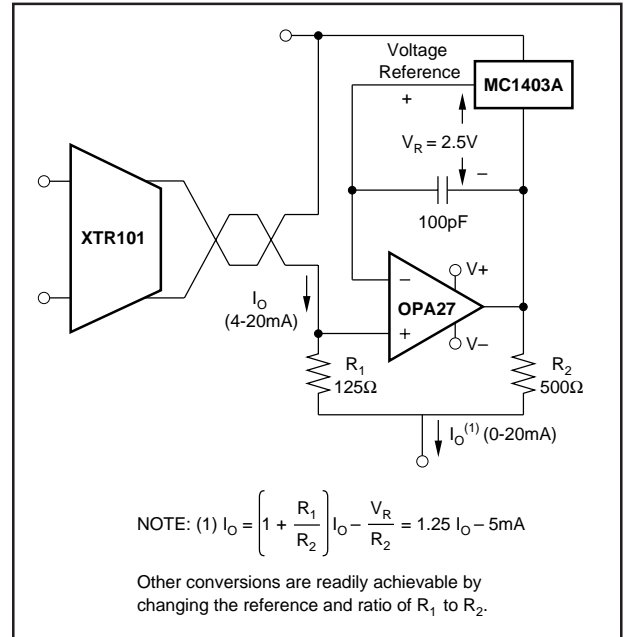 Voltage
Reference
MC1403A
+
V_R = 2.5V
−
100pF
XTR101
I_O
(4-20mA)
−
+
OPA27
V+
V−
R_1
125Ω
R_2
500Ω
I_O^(1) (0-20mA)
NOTE: (1) I_O = [1 + R_1/R_2] I_O − V_R/R_2 = 1.25 I_O − 5mA
Other conversions are readily achievable by
changing the reference and ratio of R_1 to R_2.